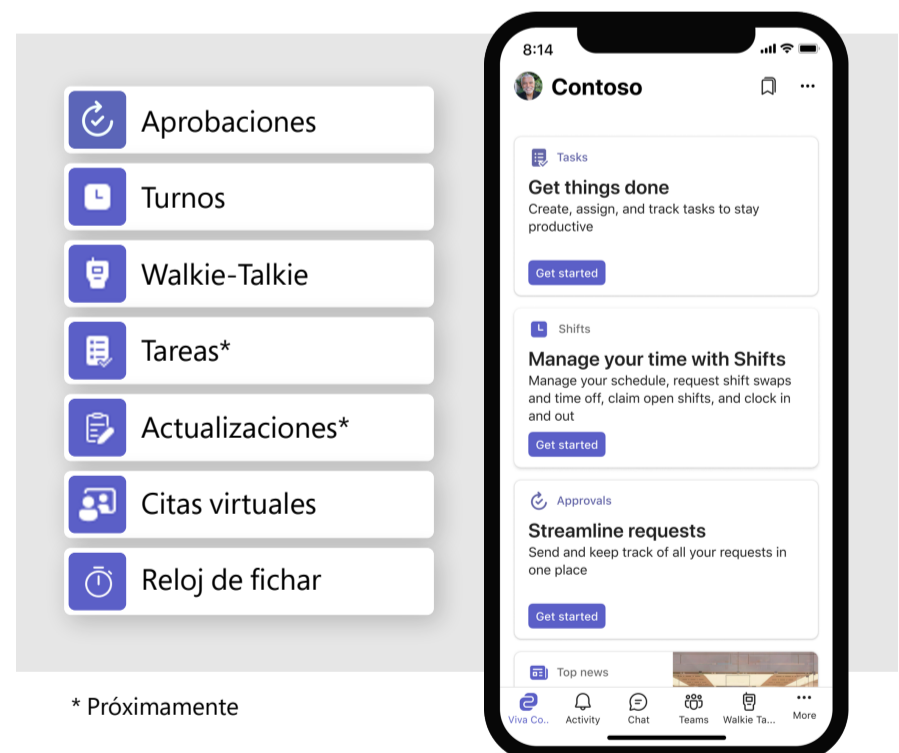 Aprobaciones
Turnos
Walkie-Talkie
Tareas*
Actualizaciones*
Citas virtuales
Reloj de fichar
* Próximamente
8:14
Contoso
Tasks
Get things done
Create, assign, and track tasks to stay
productive
Get started
Shifts
Manage your time with Shifts
Manage your schedule, request shift swaps
and time off, claim open shifts, and clock in
and out
Get started
Approvals
Streamline requests
Send and keep track of all your requests in
one place
Get started
Top news
Viva Co.. Activity Chat Teams Walkie Ta... More